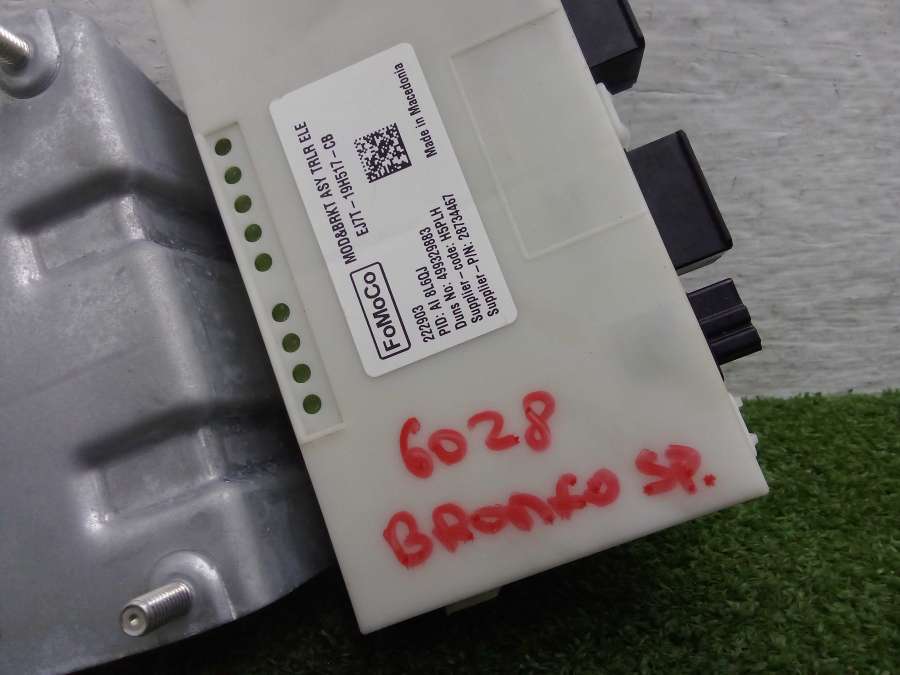 MOD&BRKT ASY TRLR ELE
EJ7T-19H517-CB
Made in Macedonia
FoMoCo
222903
PID: AI 8L6DJ
Duns No: 499329883
Supplier-code: H5PLH
Supplier-P/N: 28734467
6028
BRONCO SP.